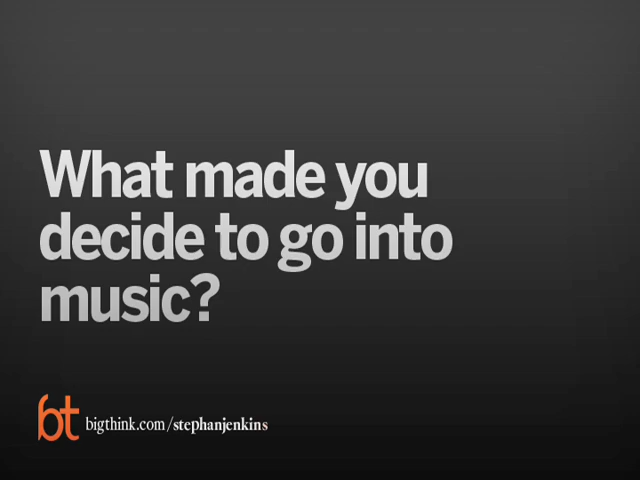 What made you
decide to go into
music?
bt bigthink.com/stephanjenkins